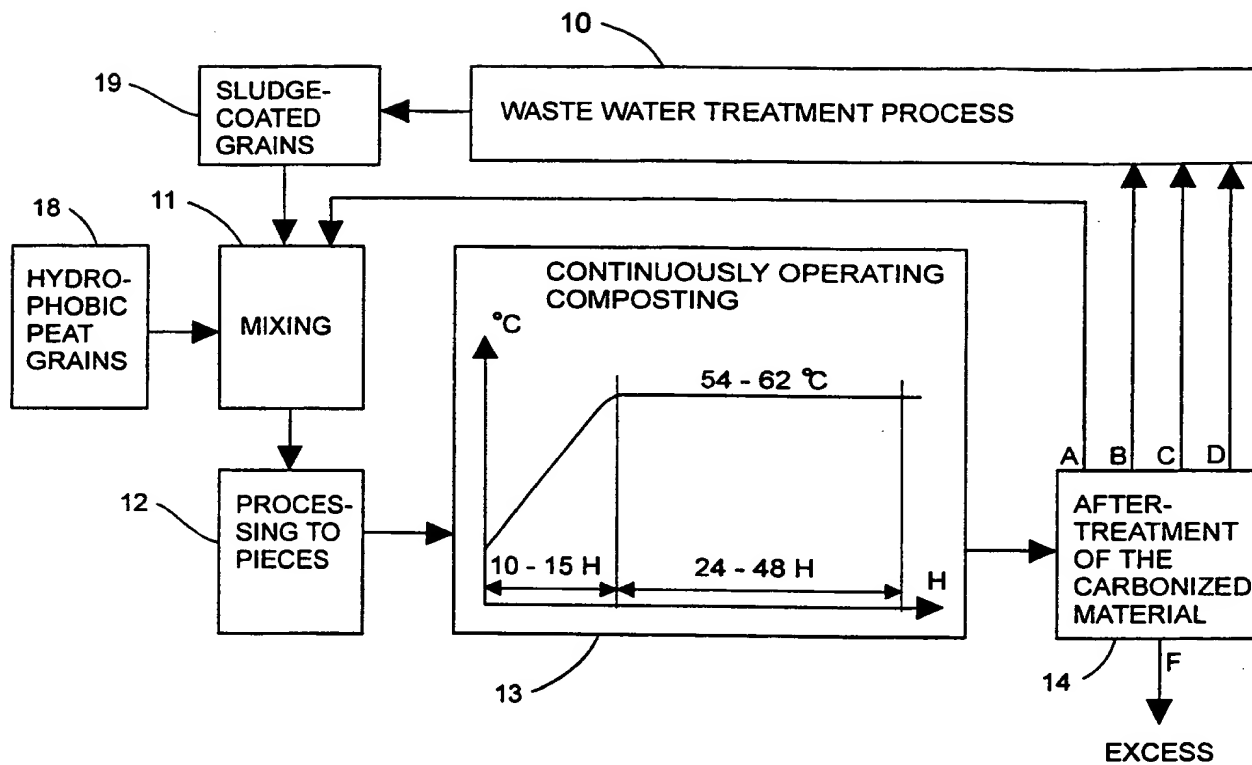 10
19
SLUDGE-
COATED
GRAINS
WASTE WATER TREATMENT PROCESS
18
11
HYDRO-
PHOBIC
PEAT
GRAINS
MIXING
CONTINUOUSLY OPERATING
COMPOSTING
°C
54 - 62 °C
10 - 15 H
24 - 48 H
H
12
PROCES-
SING TO
PIECES
A B C D
AFTER-
TREATMENT
OF THE
CARBONIZED
MATERIAL
13
14
F
EXCESS